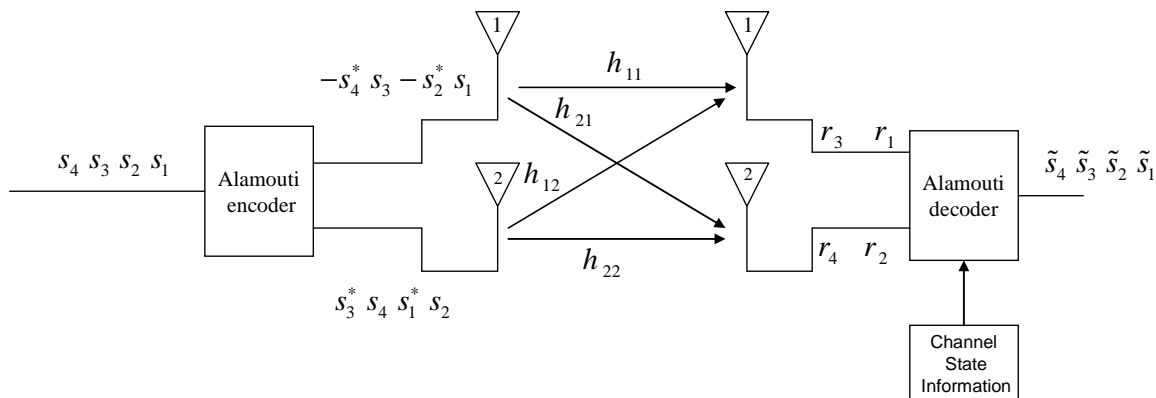 1
1
−s₄* s₃ − s₂* s₁
h₁₁
h₂₁
r₃ r₁
s₄ s₃ s₂ s₁
Alamouti
encoder
2
h₁₂
2
Alamouti
decoder
s̃₄ s̃₃ s̃₂ s̃₁
h₂₂
r₄ r₂
s₃* s₄ s₁* s₂
Channel
State
Information